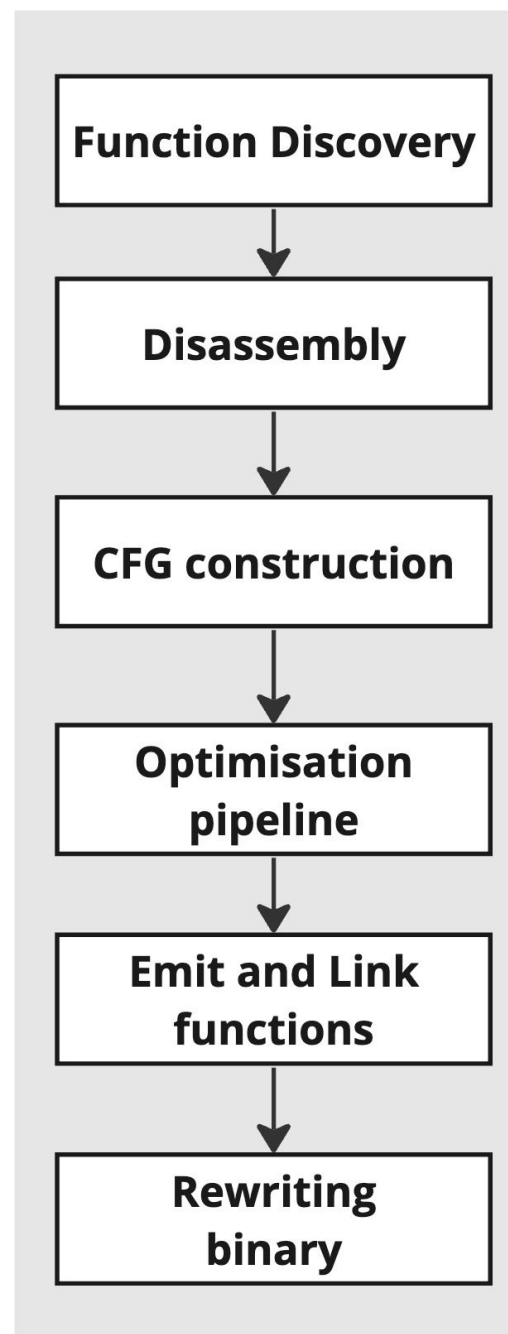 Function Discovery
Disassembly
CFG construction
Optimisation
pipeline
Emit and Link
functions
Rewriting
binary